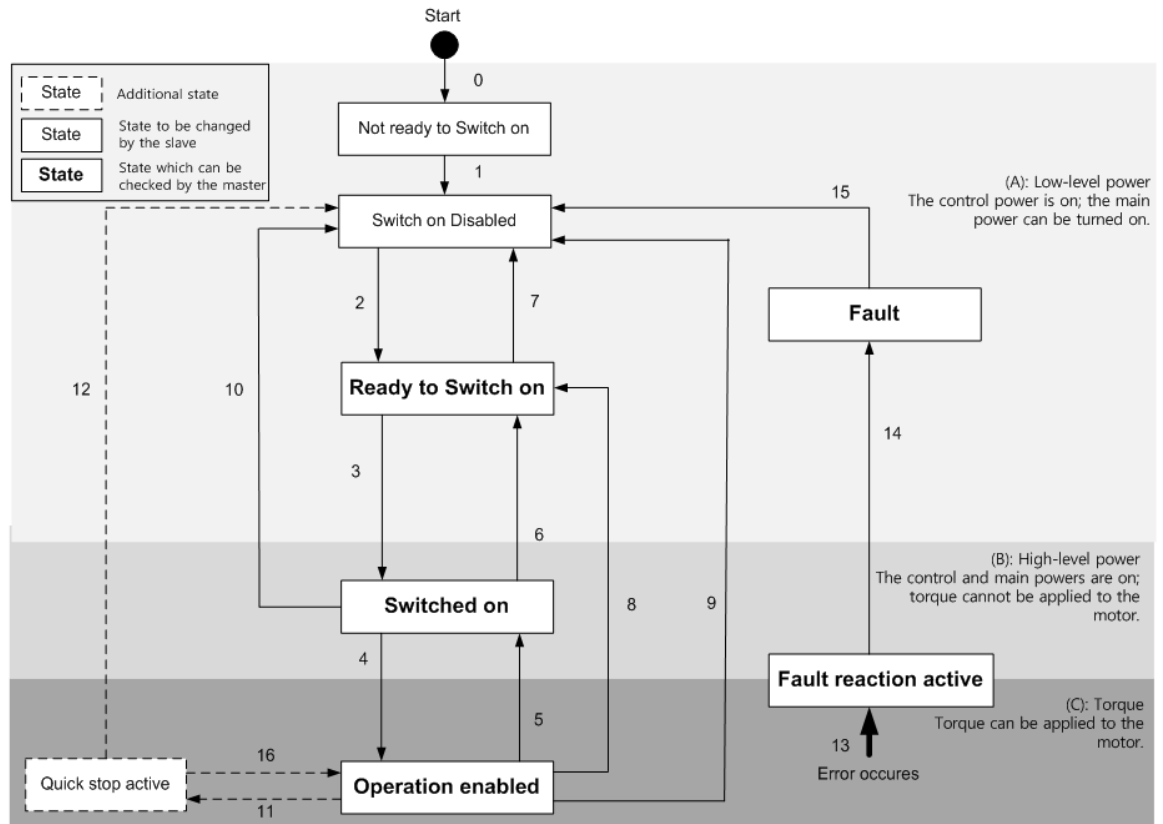 Start
0
State
Additional state
State
State to be changed
by the slave
State
State which can be
checked by the master
Not ready to Switch on
1
15
(A): Low-level power
The control power is on; the main
power can be turned on.
Switch on Disabled
2
7
Fault
12
10
Ready to Switch on
14
3
6
(B): High-level power
The control and main powers are on;
torque cannot be applied to the
motor.
Switched on
8
9
4
Fault reaction active
(C): Torque
Torque can be applied to the
motor.
5
13
Error occures
16
Quick stop active
Operation enabled
11